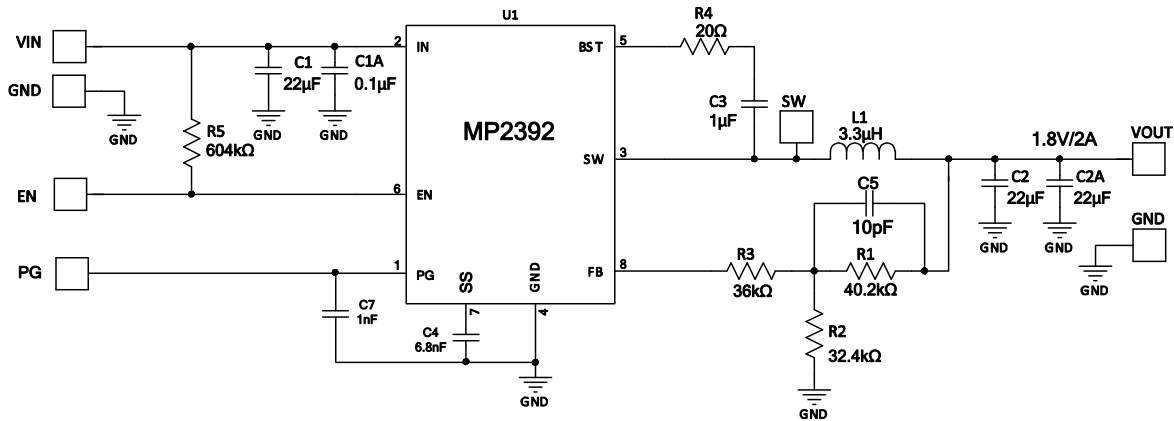 U1
MP2392
VIN
GND
GND
EN
PG
R5
604kΩ
C1
22µF
GND
C1A
0.1µF
GND
2
IN
6
EN
1
PG
SS
7
GND
4
C7
1nF
C4
6.8nF
GND
BST
5
SW
3
FB
8
R4
20Ω
C3
1µF
SW
L1
3.3µH
C5
10pF
R3
36kΩ
R1
40.2kΩ
R2
32.4kΩ
GND
1.8V/2A
VOUT
C2
22µF
GND
C2A
22µF
GND
GND
GND